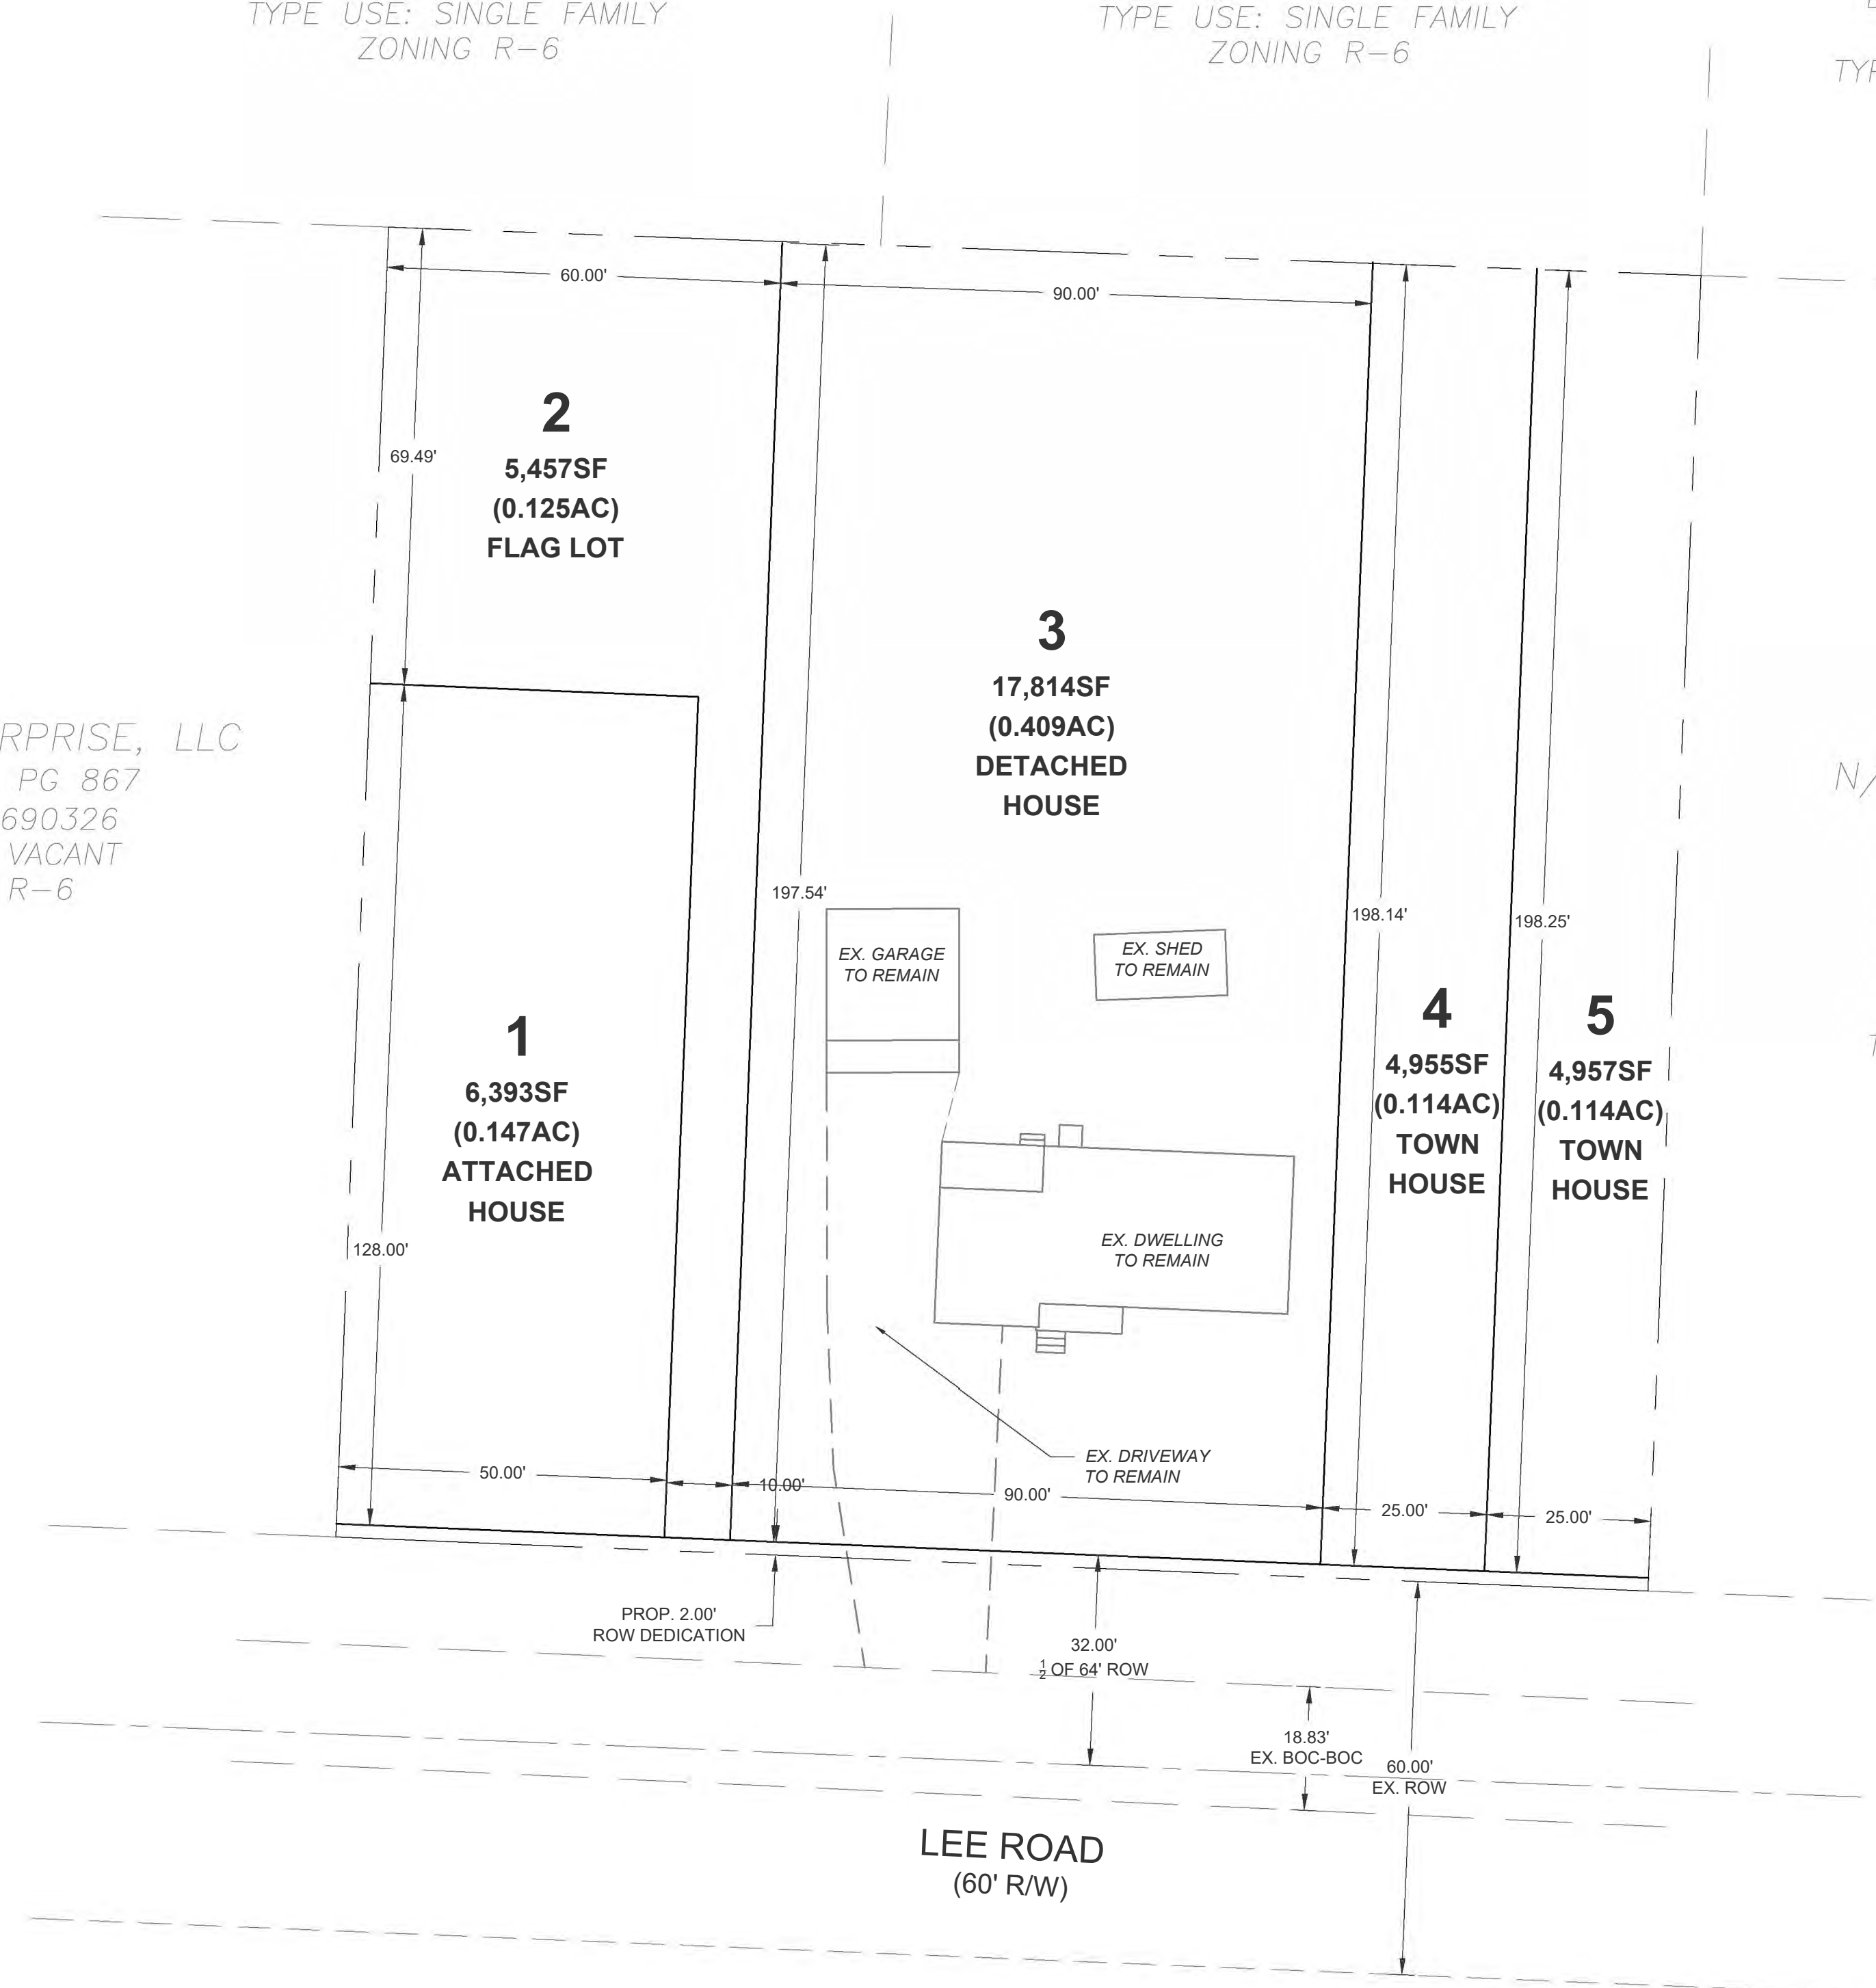 TYPE USE: SINGLE FAMILY
ZONING R-6
TYPE USE: SINGLE FAMILY
ZONING R-6
60.00'
90.00'
2
5,457SF
(0.125AC)
FLAG LOT
69.49'
3
17,814SF
(0.409AC)
DETACHED
HOUSE
RPRISE, LLC
PG 867
690326
VACANT
R-6
N/
197.54'
198.14'
198.25'
EX. GARAGE
TO REMAIN
EX. SHED
TO REMAIN
1
6,393SF
(0.147AC)
ATTACHED
HOUSE
4
4,955SF
(0.114AC)
TOWN
HOUSE
5
4,957SF
(0.114AC)
TOWN
HOUSE
128.00'
EX. DWELLING
TO REMAIN
EX. DRIVEWAY
TO REMAIN
50.00'
10.00'
90.00'
25.00'
25.00'
PROP. 2.00'
ROW DEDICATION
32.00'
½ OF 64' ROW
18.83'
EX. BOC-BOC
60.00'
EX. ROW
LEE ROAD
(60' R/W)